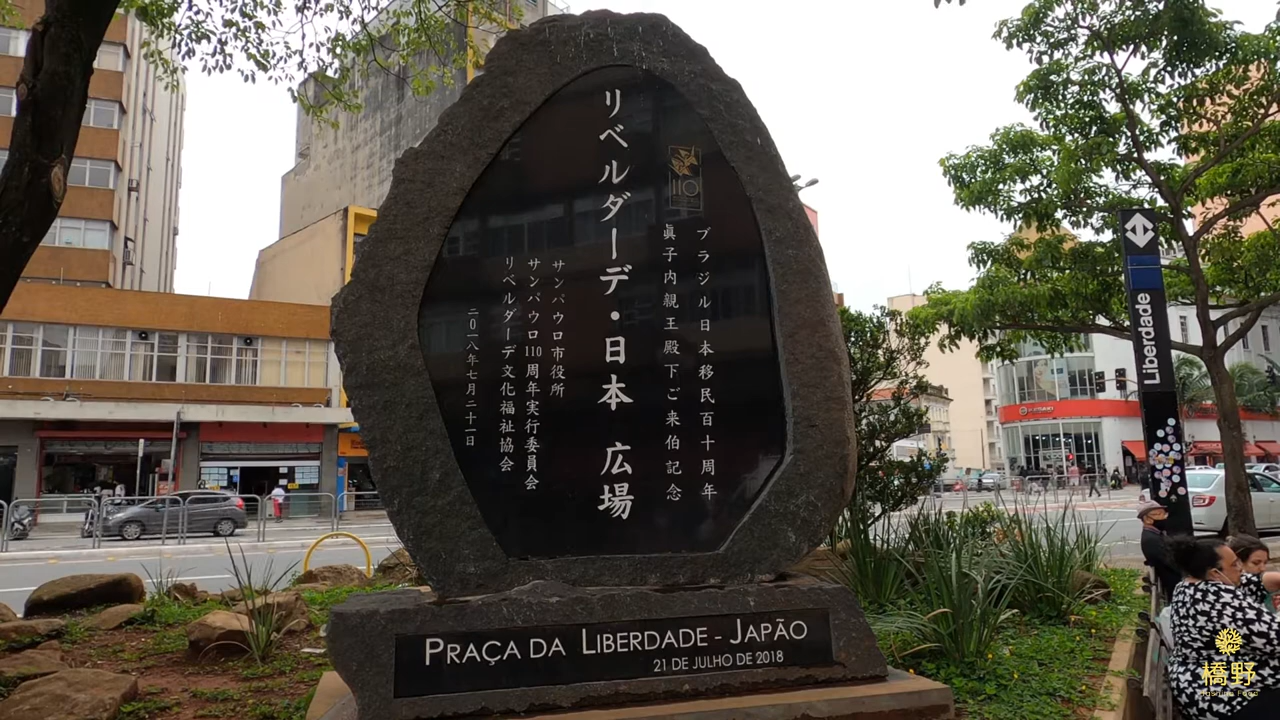 ブラジル日本移民百十周年
眞子内親王殿下ご来伯記念
110
リベルダーデ・日本 広場
サンパウロ市役所
サンパウロ110周年実行委員会
リベルダーデ文化福祉協会
二〇一八年七月二十一日
PRAÇA DA LIBERDADE - JAPÃO
21 DE JULHO DE 2018
Liberdade
橋野